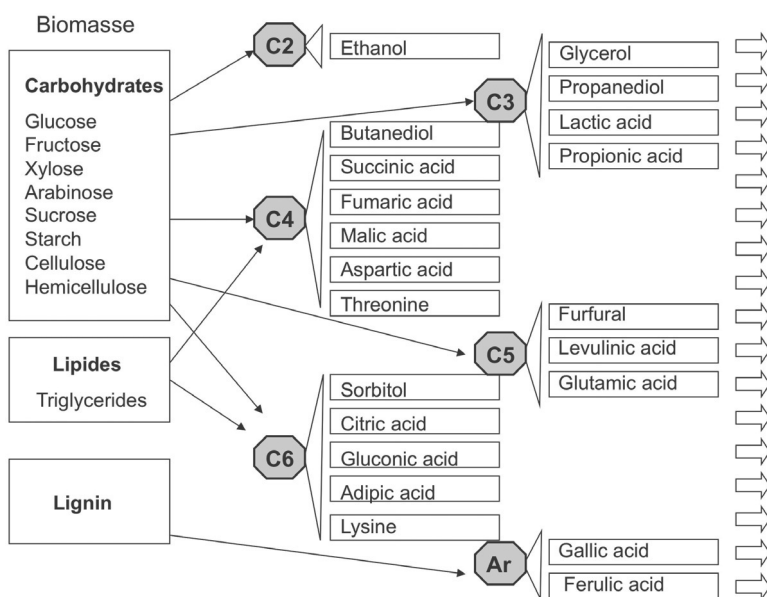 Biomasse
Carbohydrates
Glucose
Fructose
Xylose
Arabinose
Sucrose
Starch
Cellulose
Hemicellulose
Lipides
Triglycerides
Lignin
C2
Ethanol
C3
Glycerol
Propanediol
Lactic acid
Propionic acid
C4
Butanediol
Succinic acid
Fumaric acid
Malic acid
Aspartic acid
Threonine
C5
Furfural
Levulinic acid
Glutamic acid
C6
Sorbitol
Citric acid
Gluconic acid
Adipic acid
Lysine
Ar
Gallic acid
Ferulic acid